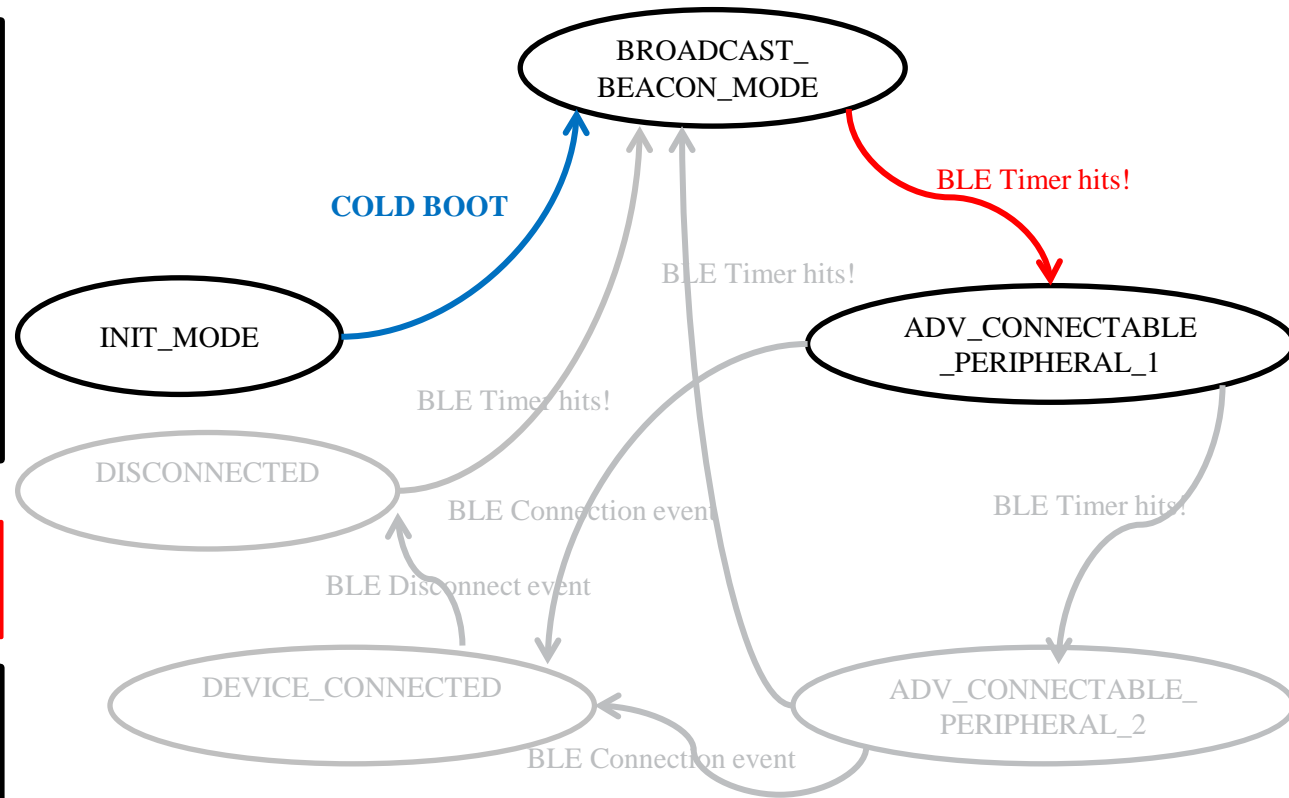 BROADCAST_
BEACON_MODE
BLE Timer hits!
COLD BOOT
BLE Timer hits!
INIT_MODE
ADV_CONNECTABLE
_PERIPHERAL_1
BLE Timer hits!
DISCONNECTED
BLE Connection event
BLE Timer hits!
BLE Disconnect event
DEVICE_CONNECTED
ADV_CONNECTABLE_
PERIPHERAL_2
BLE Connection event